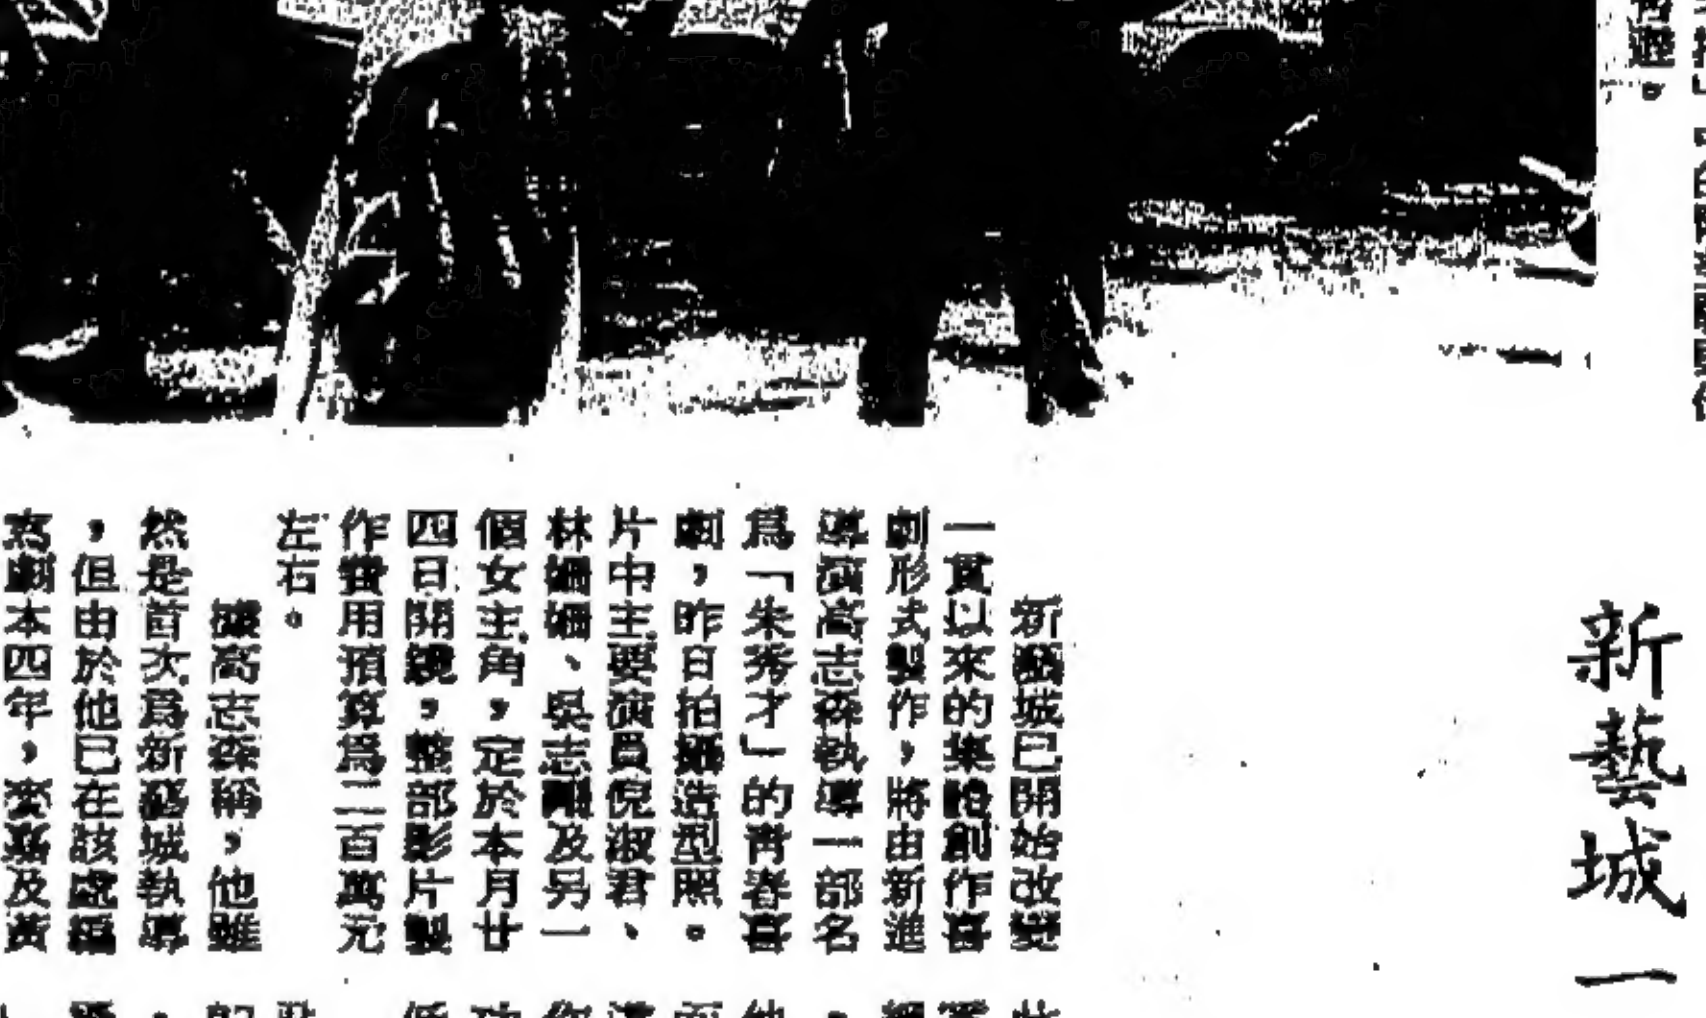 新藝城一
新藝城已開始改變
一貫以來的集體創作喜
劇形式製作，將由新進
導演高志森執導一部名
爲「朱秀才」的青春喜
劇，昨日拍攝造型照。
片中主要演員倪淑君、
林姍姍、吳志剛及另一
個女主角，定於本月廿
四日開鏡，整部影片製
作費用預算爲二百萬元
左右。
據高志森稱，他雖
然是首次爲新藝城執導
，但由於他已在該處編
寫劇本四年，麥嘉及黃